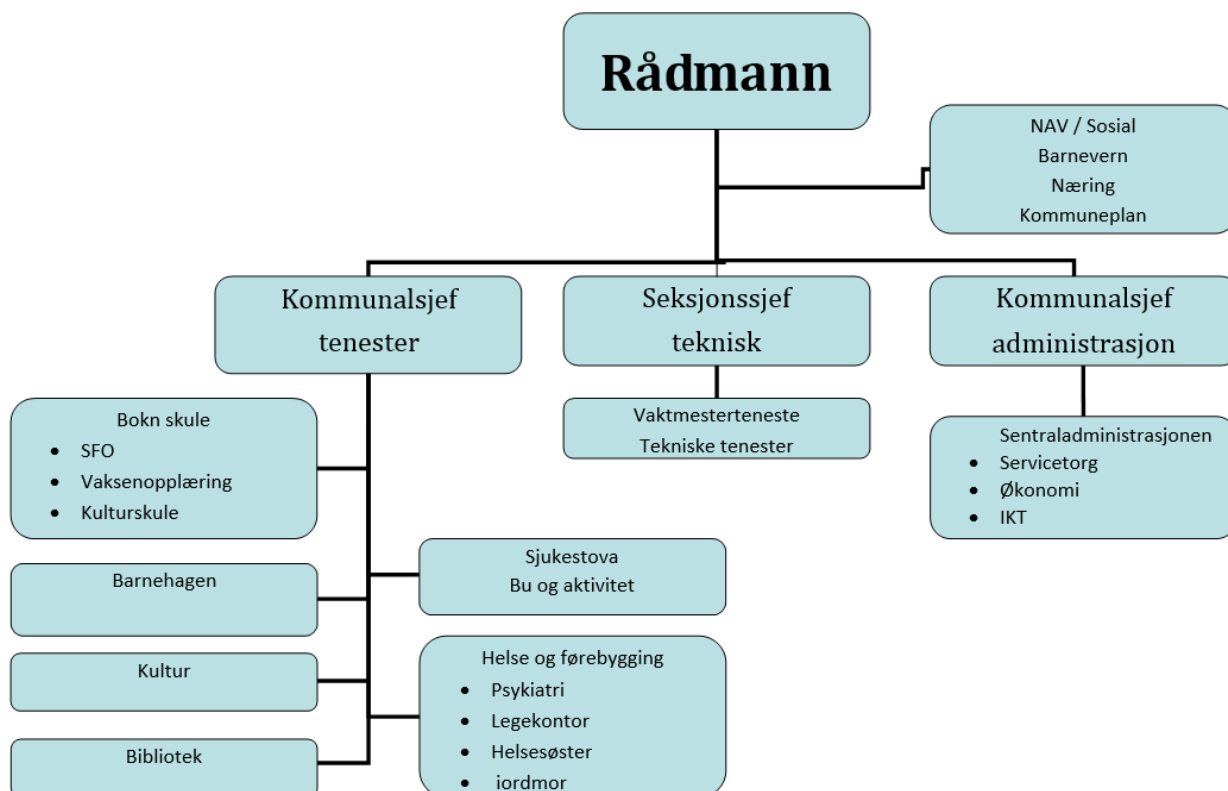 Rådmann
NAV / Sosial
Barnevern
Næring
Kommuneplan
Kommunalsjef
tenester
Seksjonssjef
teknisk
Kommunalsjef
administrasjon
Bokn skule
• SFO
• Vaksenopplæring
• Kulturskule
Vaktmesterteneste
Tekniske tenester
Sentraladministrasjonen
• Servicetorg
• Økonomi
• IKT
Barnehagen
Sjukestova
Bu og aktivitet
Kultur
Helse og førebygging
• Psykiatri
• Legekontor
• Helsesøster
• iordmor
Bibliotek